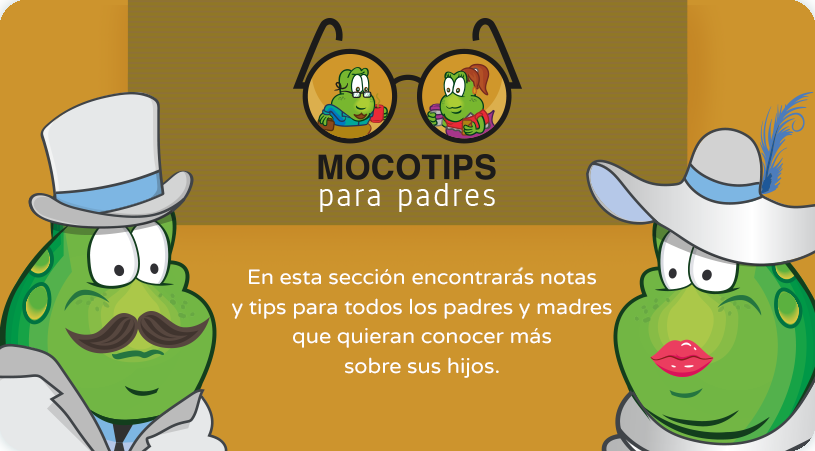 MOCOTIPS
para padres
En esta sección encontrarás notas
y tips para todos los padres y madres
que quieran conocer más
sobre sus hijos.